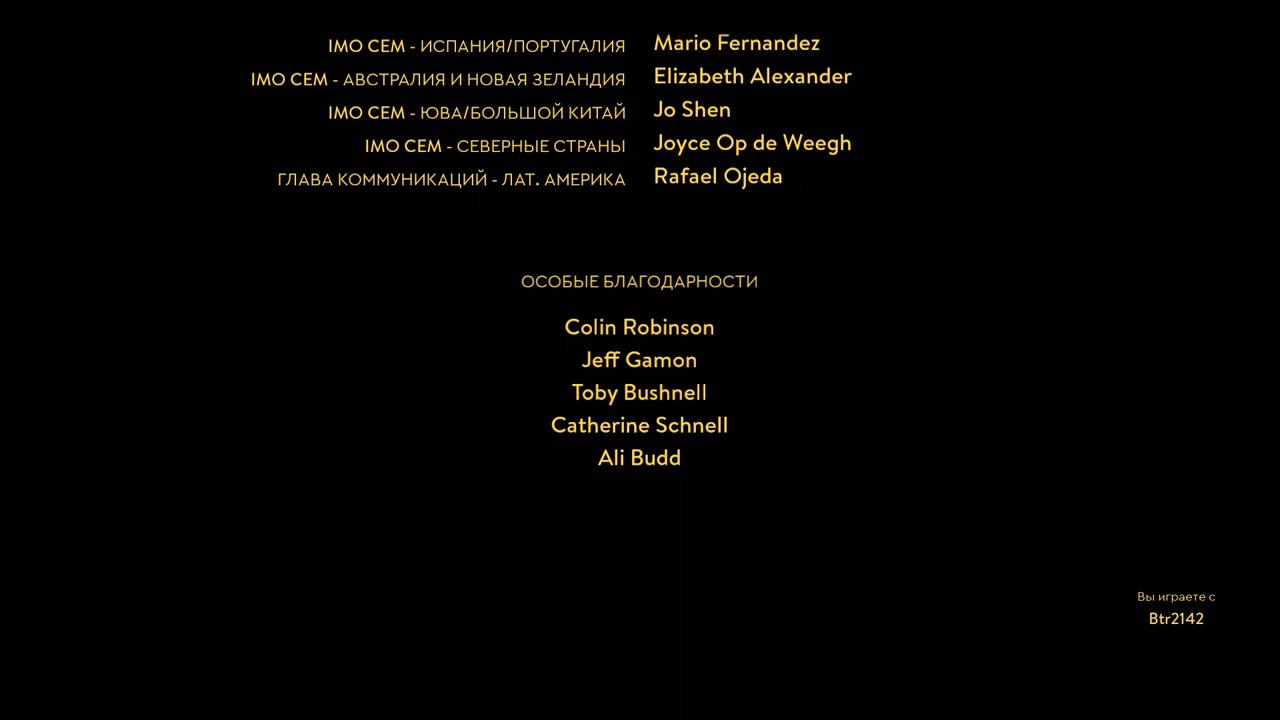 IMO CEM - ИСПАНИЯ/ПОРТУГАЛИЯ Mario Fernandez
IMO CEM - АВСТРАЛИЯ И НОВАЯ ЗЕЛАНДИЯ Elizabeth Alexander
IMO CEM - ЮВА/БОЛЬШОЙ КИТАЙ Jo Shen
IMO CEM - СЕВЕРНЫЕ СТРАНЫ Joyce Op de Weegh
ГЛАВА КОММУНИКАЦИЙ - ЛАТ. АМЕРИКА Rafael Ojeda
ОСОБЫЕ БЛАГОДАРНОСТИ
Colin Robinson
Jeff Gamon
Toby Bushnell
Catherine Schnell
Ali Budd
Вы играете с
Btr2142